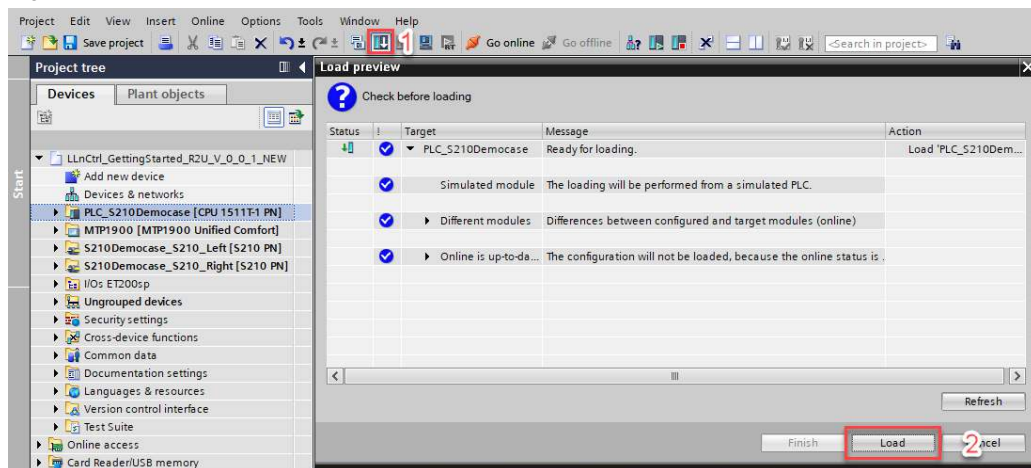 Project Edit View Insert Online Options Tools Window Help
Save project 1 Go online Go offline <Search in project>
Project tree
Devices Plant objects
LLnCtrl_GettingStarted_R2U_V_0_0_1_NEW
Add new device
Devices & networks
PLC_S210Democase [CPU 1511T-1 PN]
MTP1900 [MTP1900 Unified Comfort]
S210Democase_S210_Left [S210 PN]
S210Democase_S210_Right [S210 PN]
I/Os ET200sp
Ungrouped devices
Security settings
Cross-device functions
Common data
Documentation settings
Languages & resources
Version control interface
Test Suite
Online access
Card Reader/USB memory
Start
Load preview
Check before loading
Status ! Target Message Action
PLC_S210Democase Ready for loading. Load 'PLC_S210Dem...
Simulated module The loading will be performed from a simulated PLC.
Different modules Differences between configured and target modules (online)
Online is up-to-da... The configuration will not be loaded, because the online status is .
Refresh
Finish Load 2